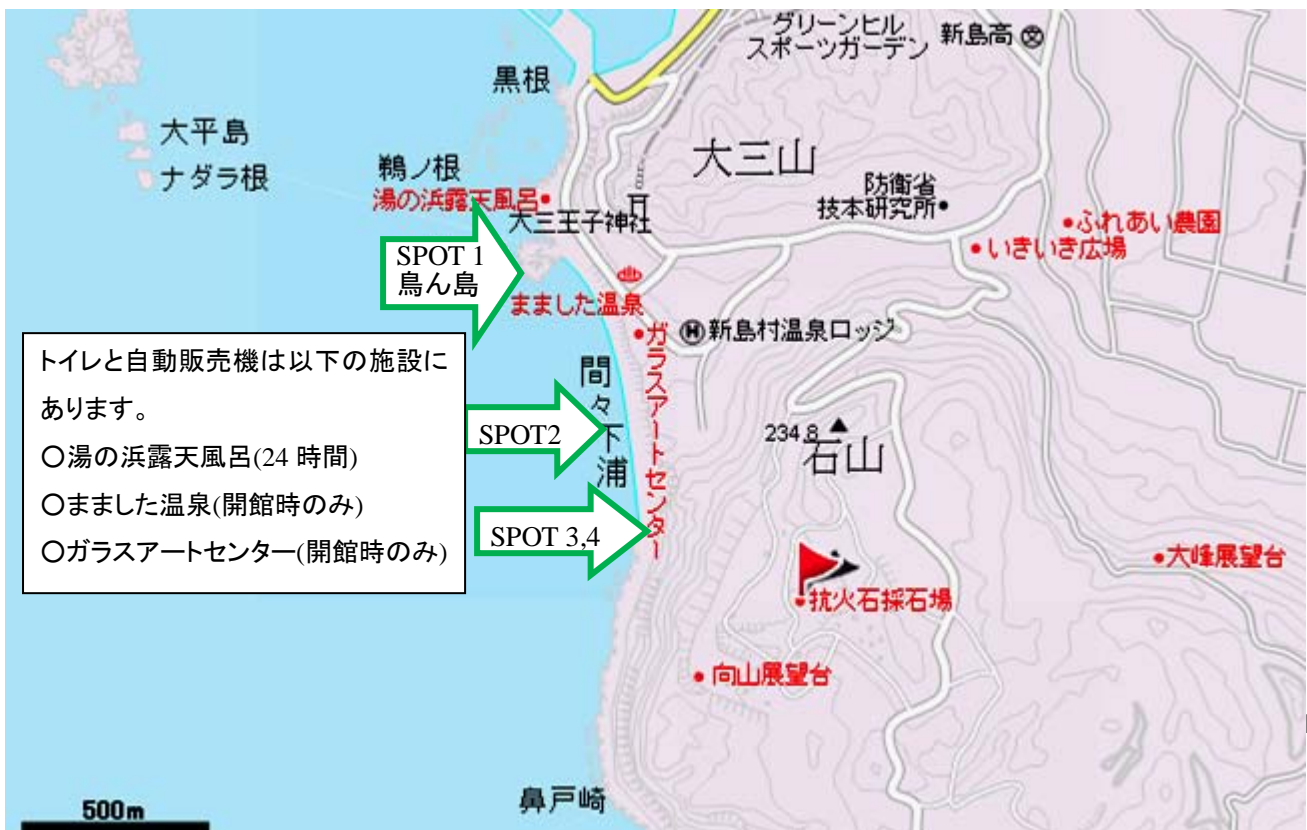 グリーンヒル
スポーツガーデン
新島高
黒根
大平島
ナダラ根
大三山
鵜ノ根
湯の浜露天風呂
防衛省
技本研究所
大三王子神社
ふれあい農園
いきいき広場
SPOT 1
鳥ん島
ままました温泉
新島村温泉ロッジ
ガラスアートセンター
トイレと自動販売機は以下の施設に
あります。
〇湯の浜露天風呂(24 時間)
〇まました温泉(開館時のみ)
〇ガラスアートセンター(開館時のみ)
間々下浦
SPOT2
234.8
石山
SPOT 3,4
大峰展望台
抗火石採石場
向山展望台
鼻戸崎
500m